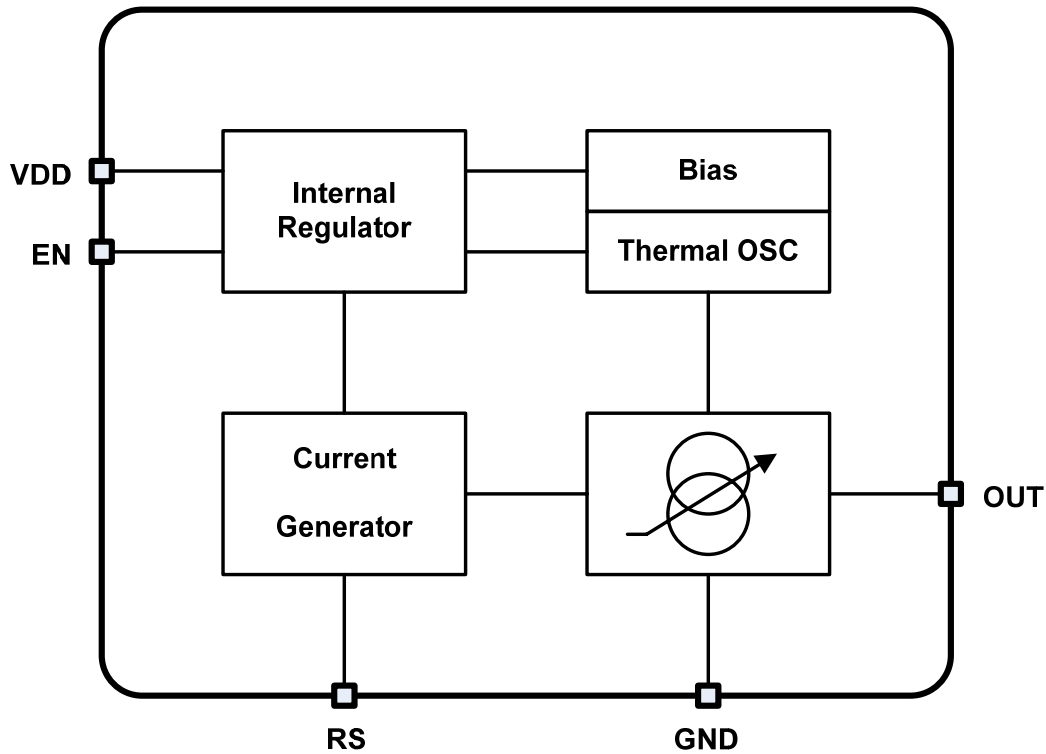 VDD
EN
Internal
Regulator
Bias
Thermal OSC
Current
Generator
OUT
RS
GND